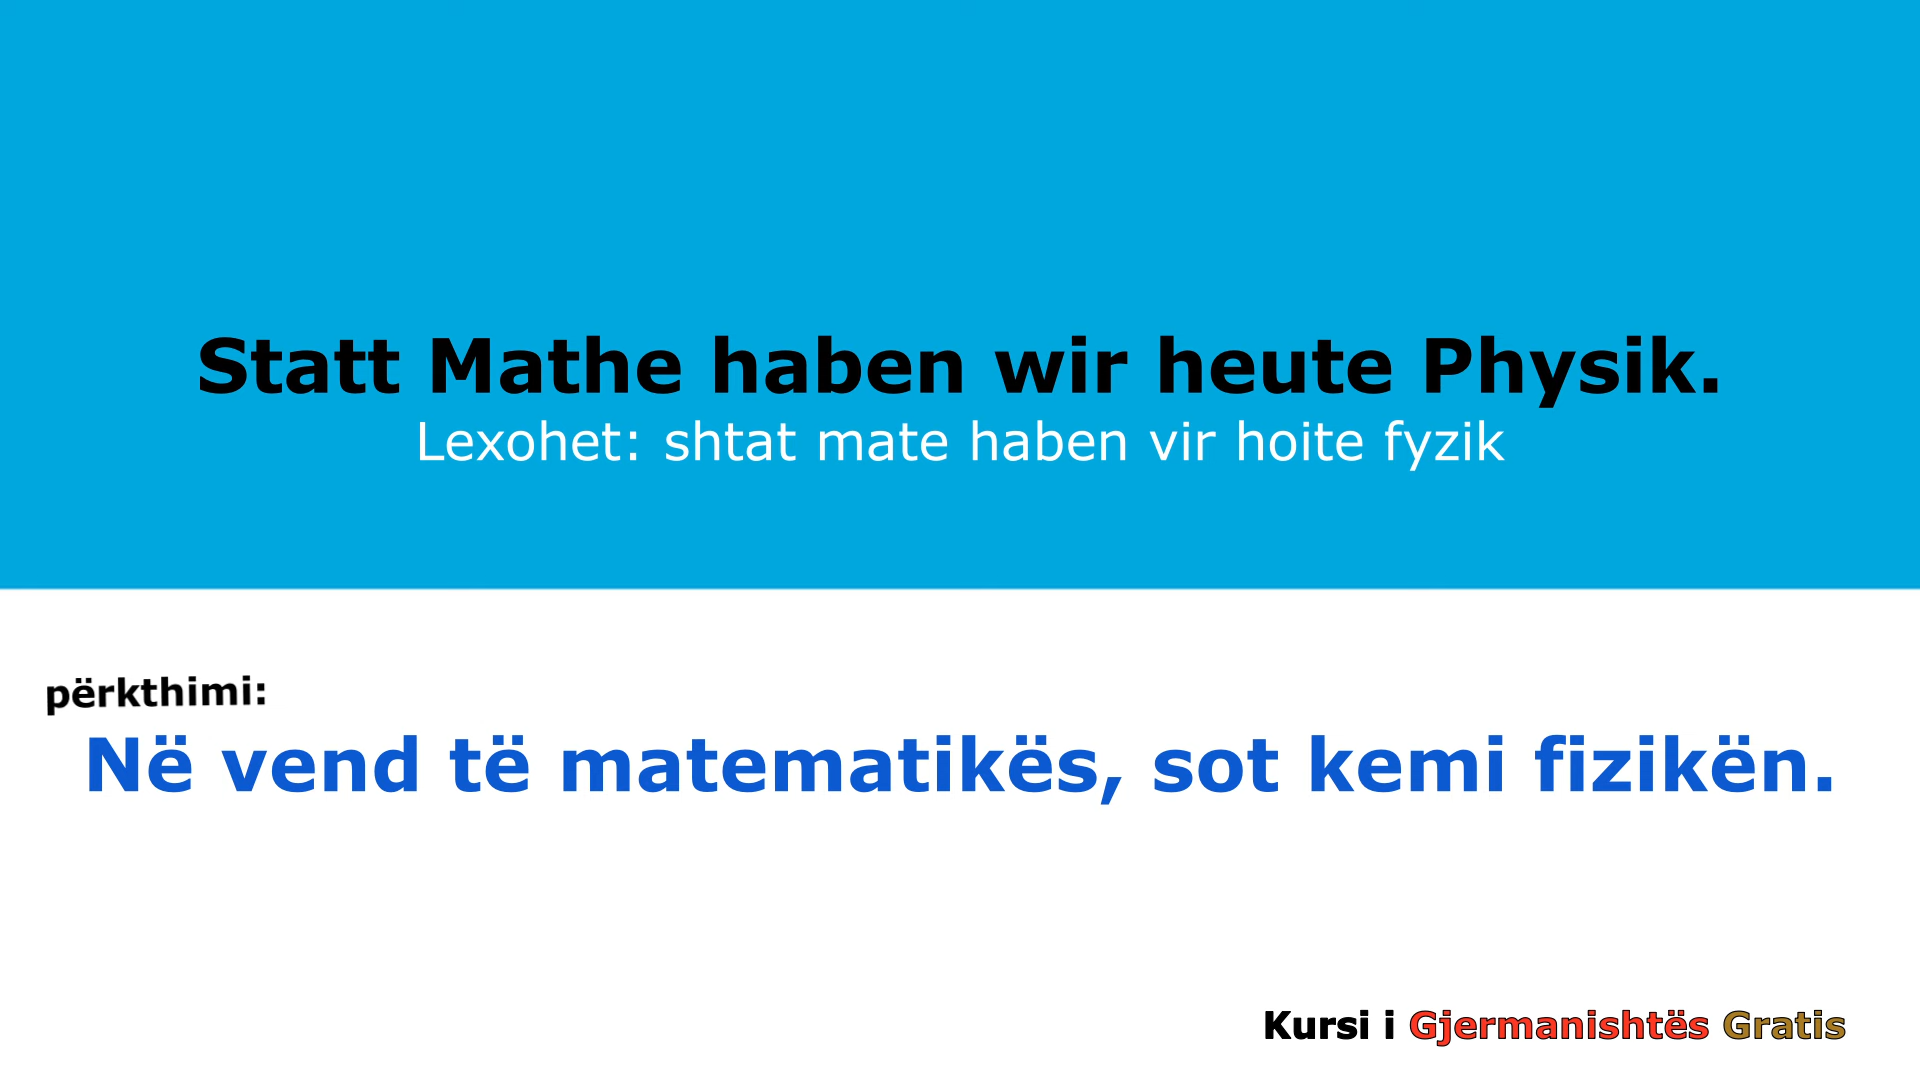 Statt Mathe haben wir heute Physik.
Lexohet: shtat mate haben vir hoite fyzik
përkthimi:
Në vend të matematikës, sot kemi fizikën.
Kursi i Gjermanishtës Gratis